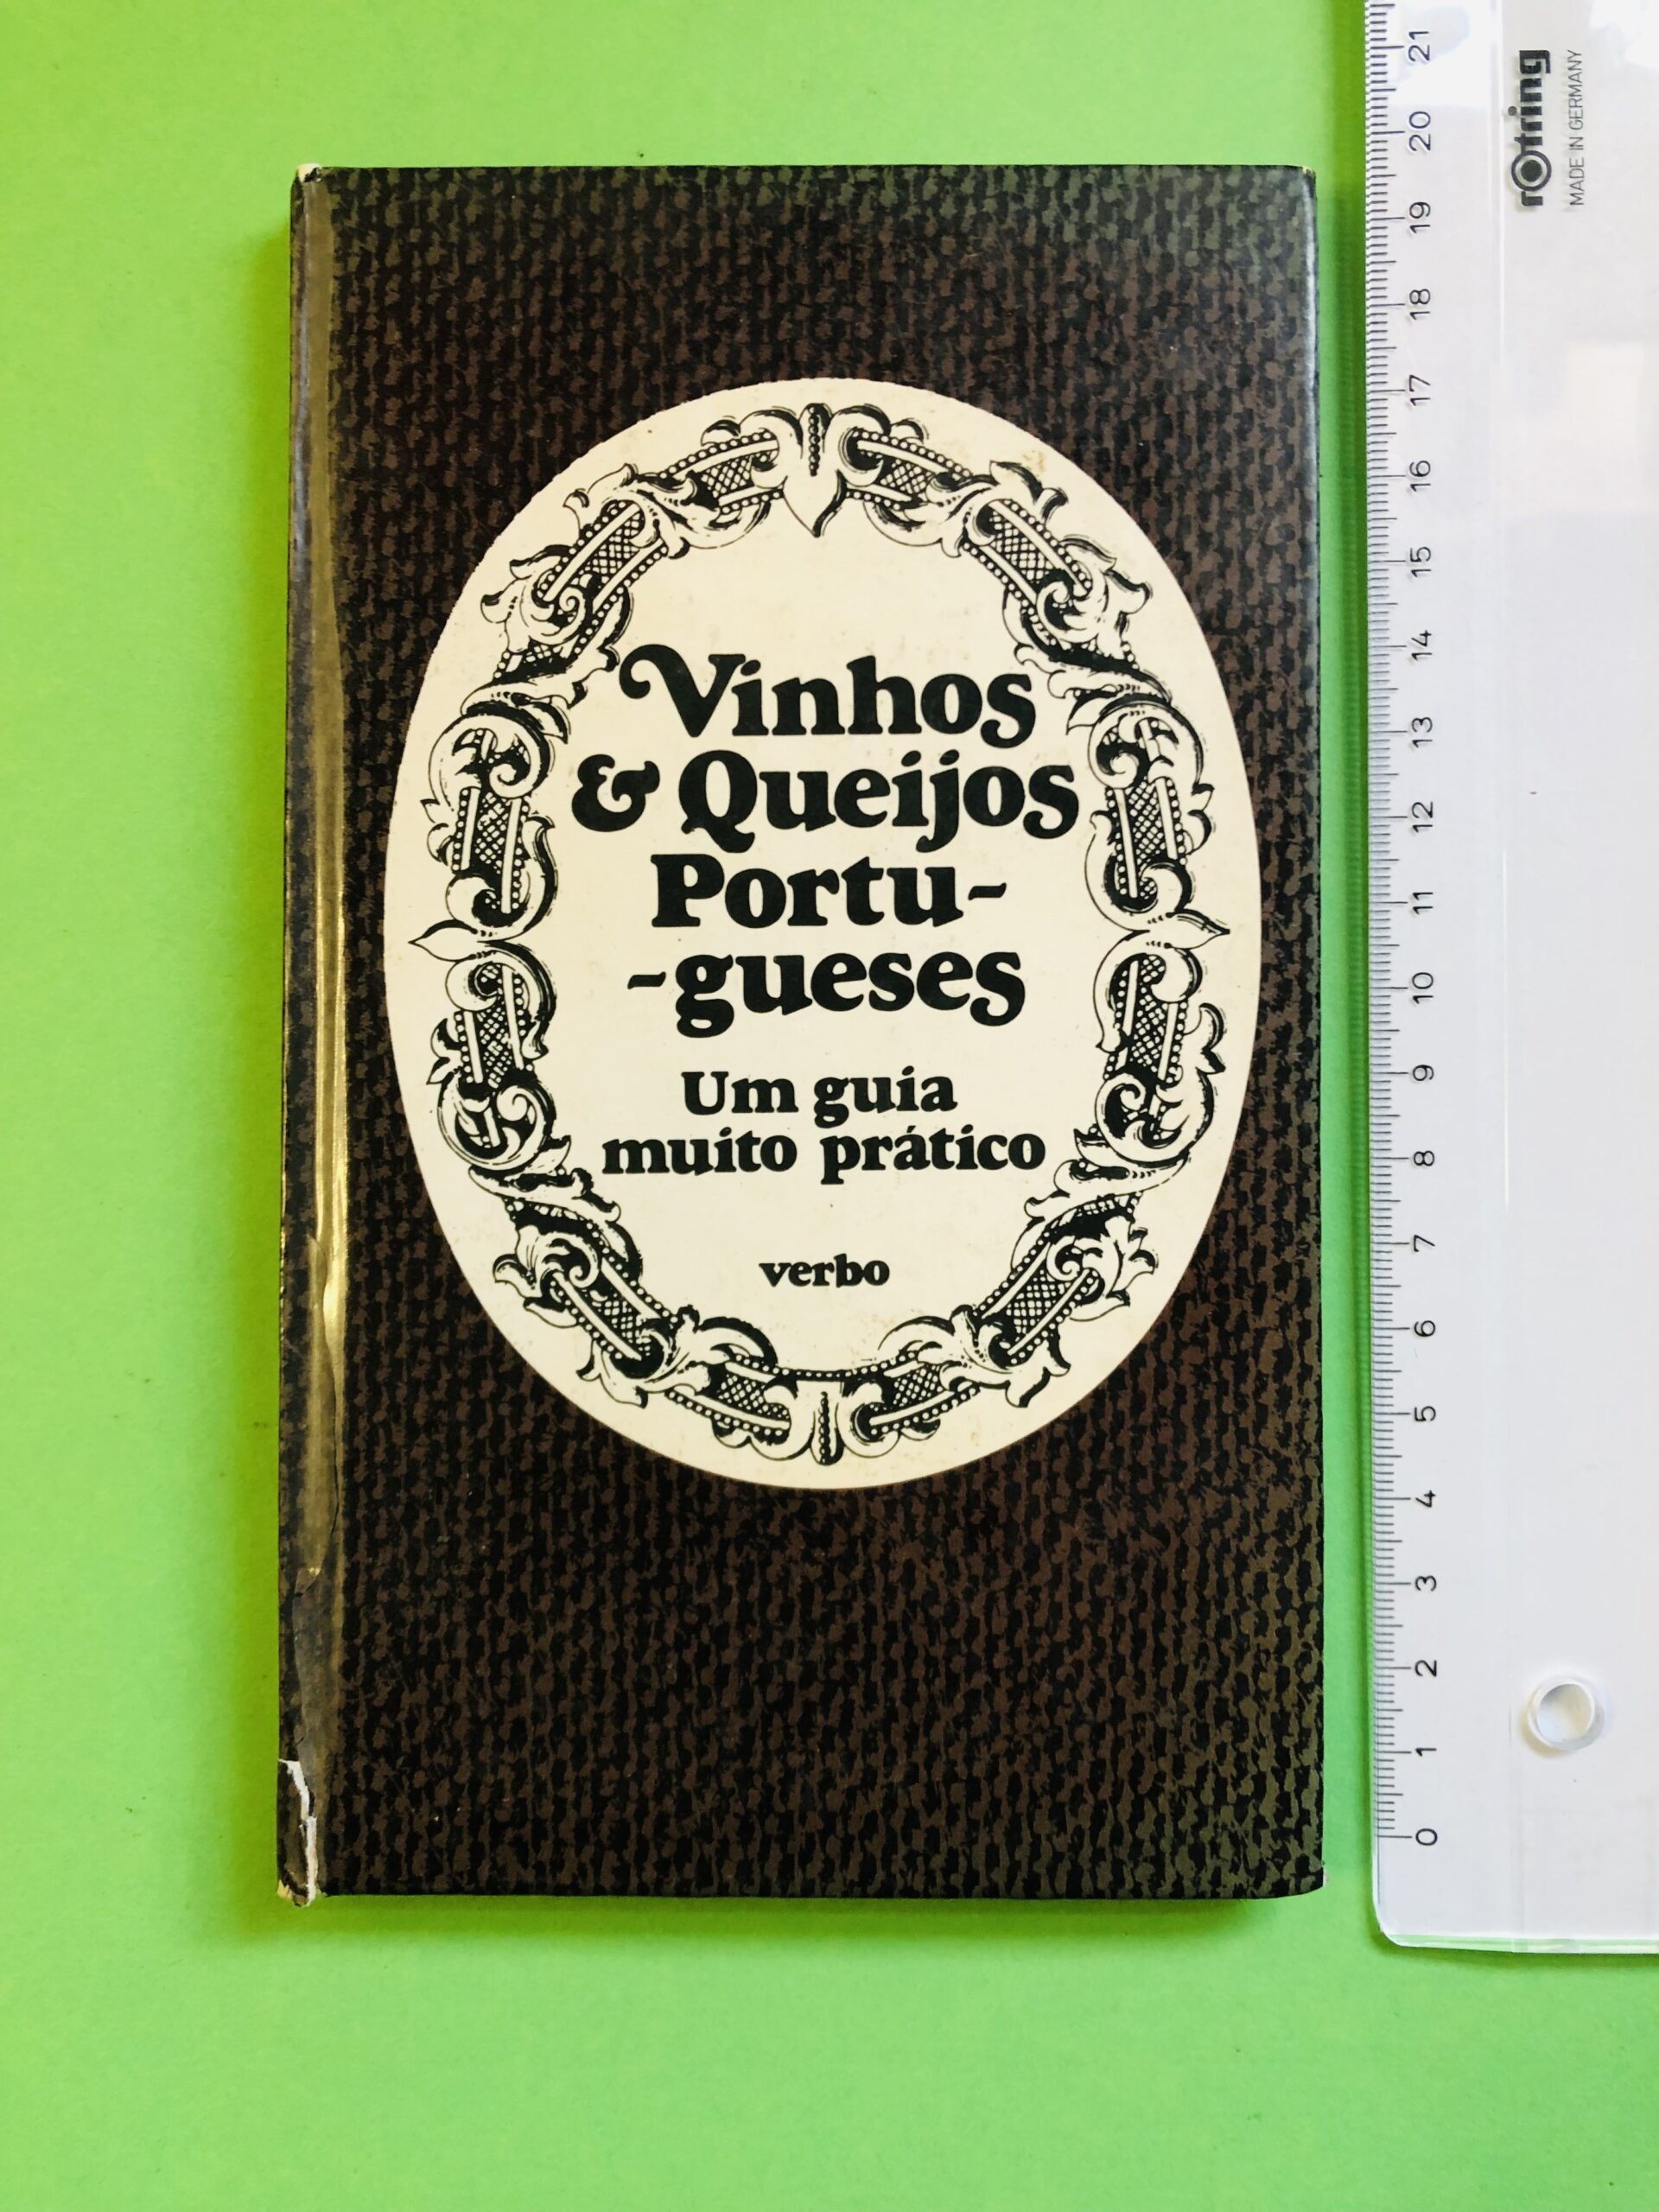 Vinhos
& Queijos
Portu-
-gueses
Um guia
muito prático
verbo
rotring
MADE IN GERMANY
21
20
19
18
17
16
15
14
13
12
11
10
9
8
7
6
5
4
3
2
1
0